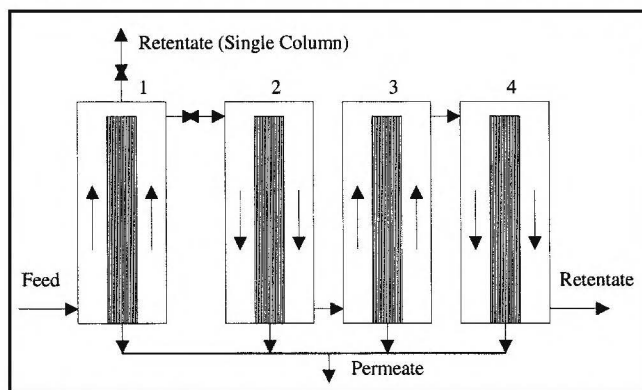 Retentate (Single Column)
1 2 3 4
Feed
Retentate
Permeate